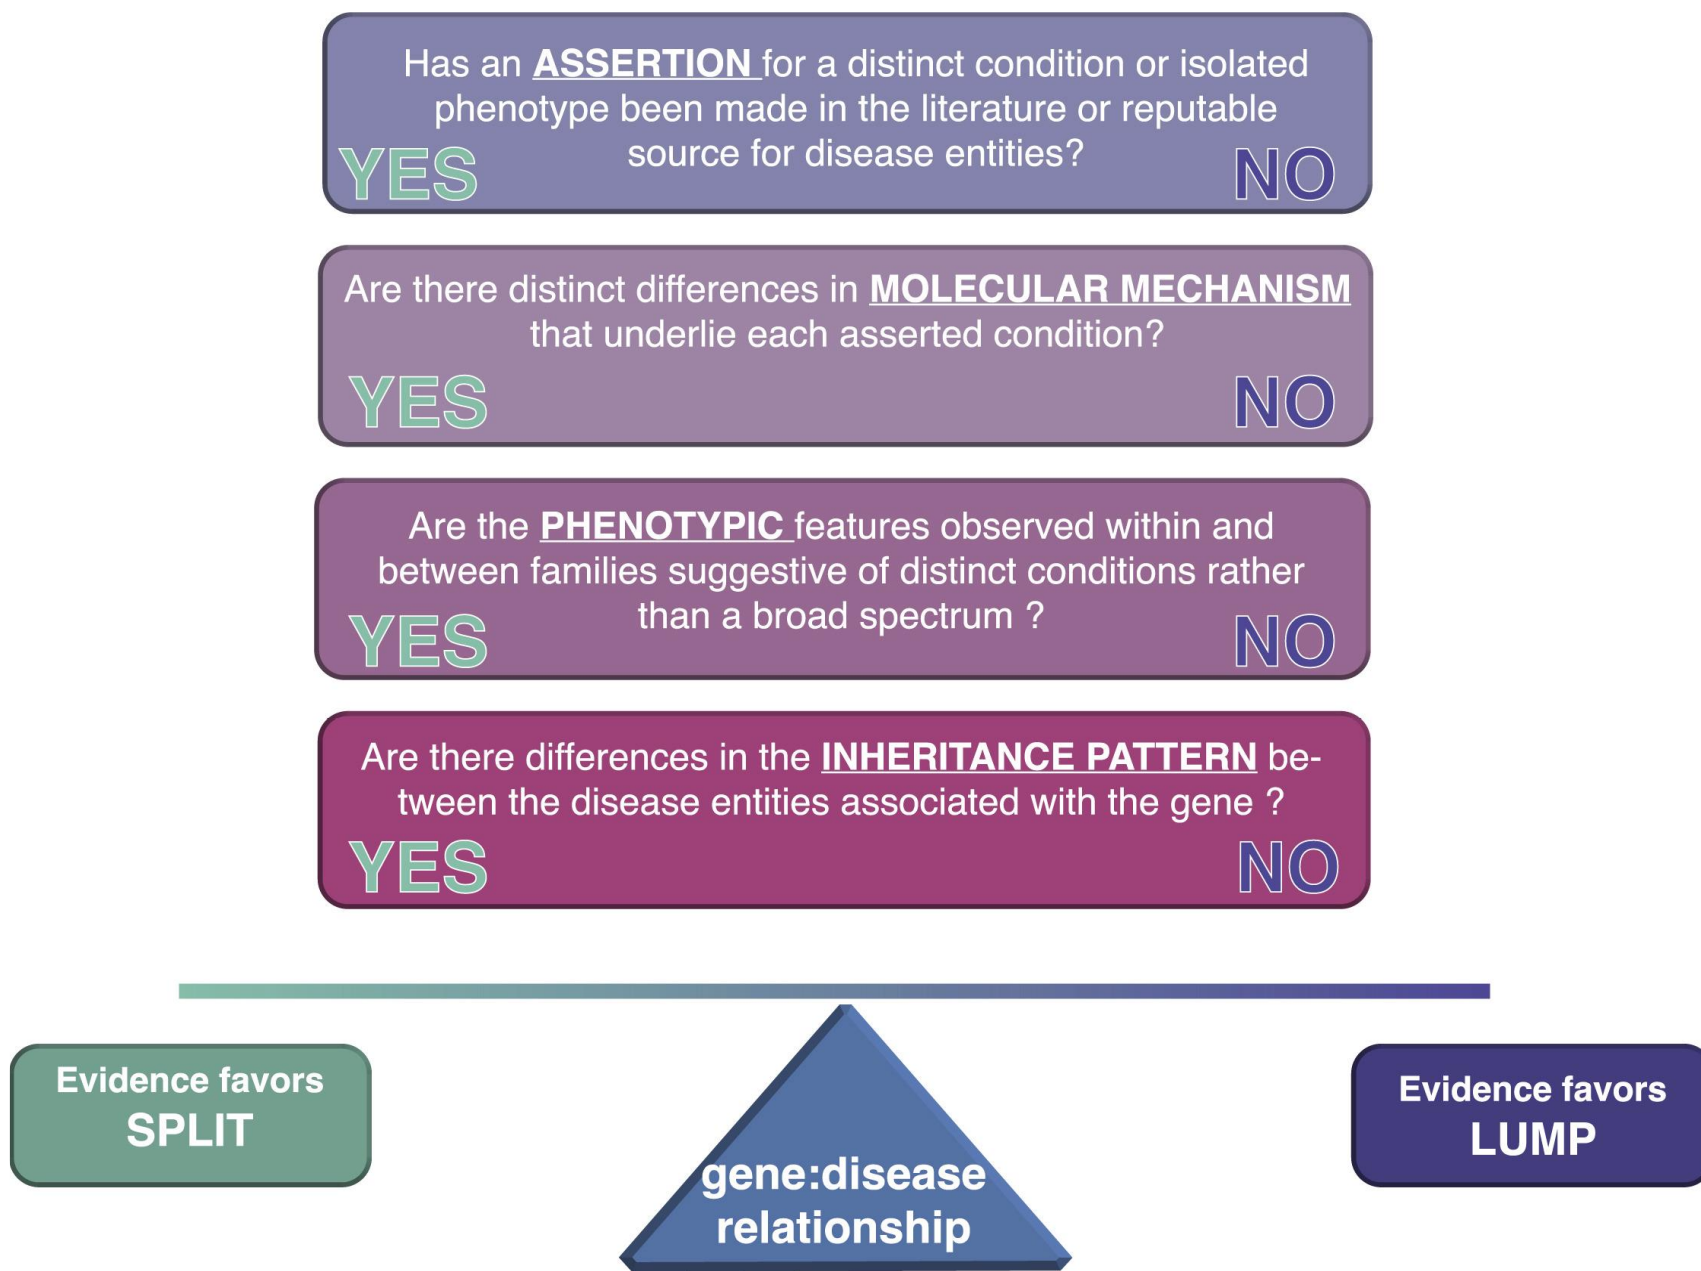 Has an ASSERTION for a distinct condition or isolated
phenotype been made in the literature or reputable
source for disease entities?
YES
NO
Are there distinct differences in MOLECULAR MECHANISM
that underlie each asserted condition?
YES
NO
Are the PHENOTYPIC features observed within and
between families suggestive of distinct conditions rather
than a broad spectrum ?
YES
NO
Are there differences in the INHERITANCE PATTERN be-
tween the disease entities associated with the gene ?
YES
NO
Evidence favors
SPLIT
Evidence favors
LUMP
gene:disease
relationship